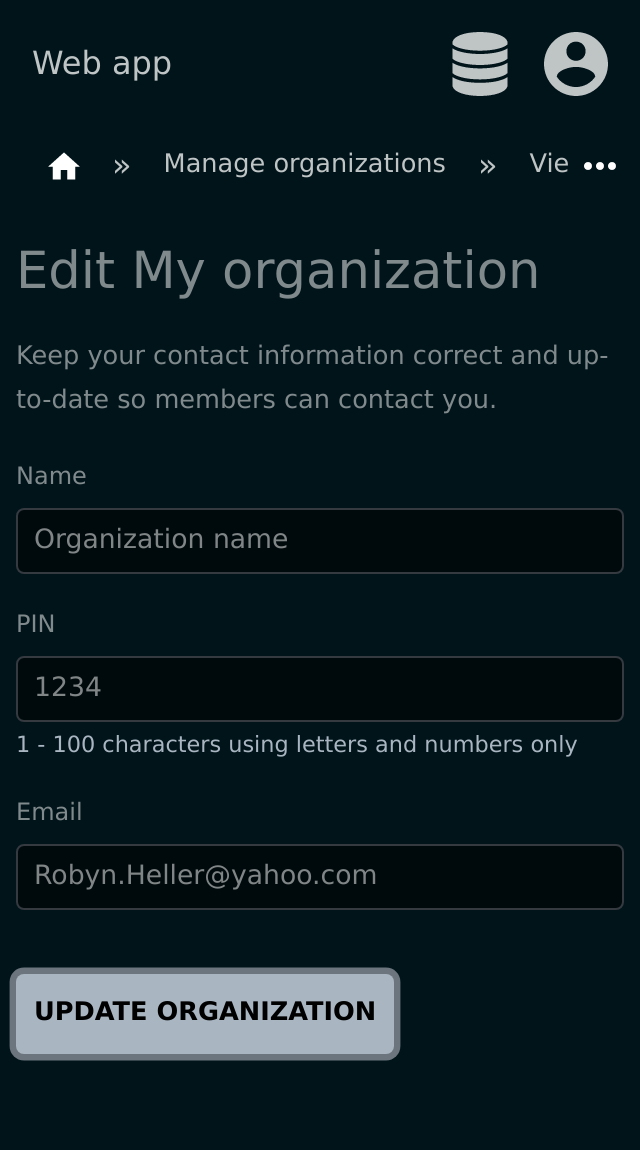 Web app
» Manage organizations » Vie
Edit My organization
Keep your contact information correct and up-
to-date so members can contact you.
Name
Organization name
PIN
1234
1 - 100 characters using letters and numbers only
Email
Robyn.Heller@yahoo.com
UPDATE ORGANIZATION